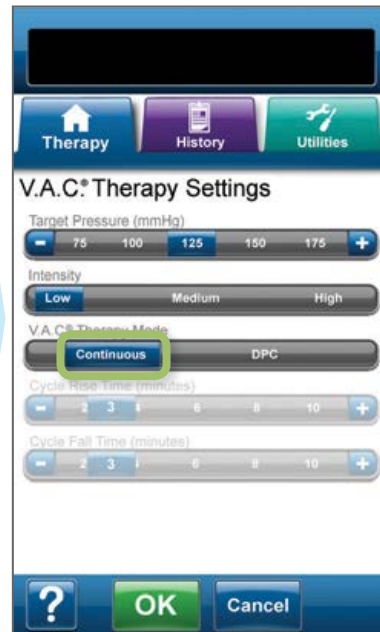 Therapy History Utilities
V.A.C.® Therapy Settings
Target Pressure (mmHg)
- 75 100 125 150 175 +
Intensity
Low Medium High
V.A.C.® Therapy Mode
Continuous DPC
Cycle Rise Time (minutes)
- 2 3 4 6 8 10 +
Cycle Fall Time (minutes)
- 2 3 6 8 10 +
? OK Cancel